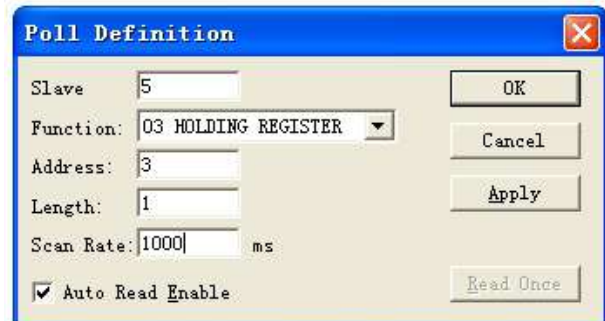 Poll Definition
Slave 5
OK
Function: 03 HOLDING REGISTER
Cancel
Address: 3
Apply
Length: 1
Scan Rate: 1000 ms
Auto Read Enable
Read Once